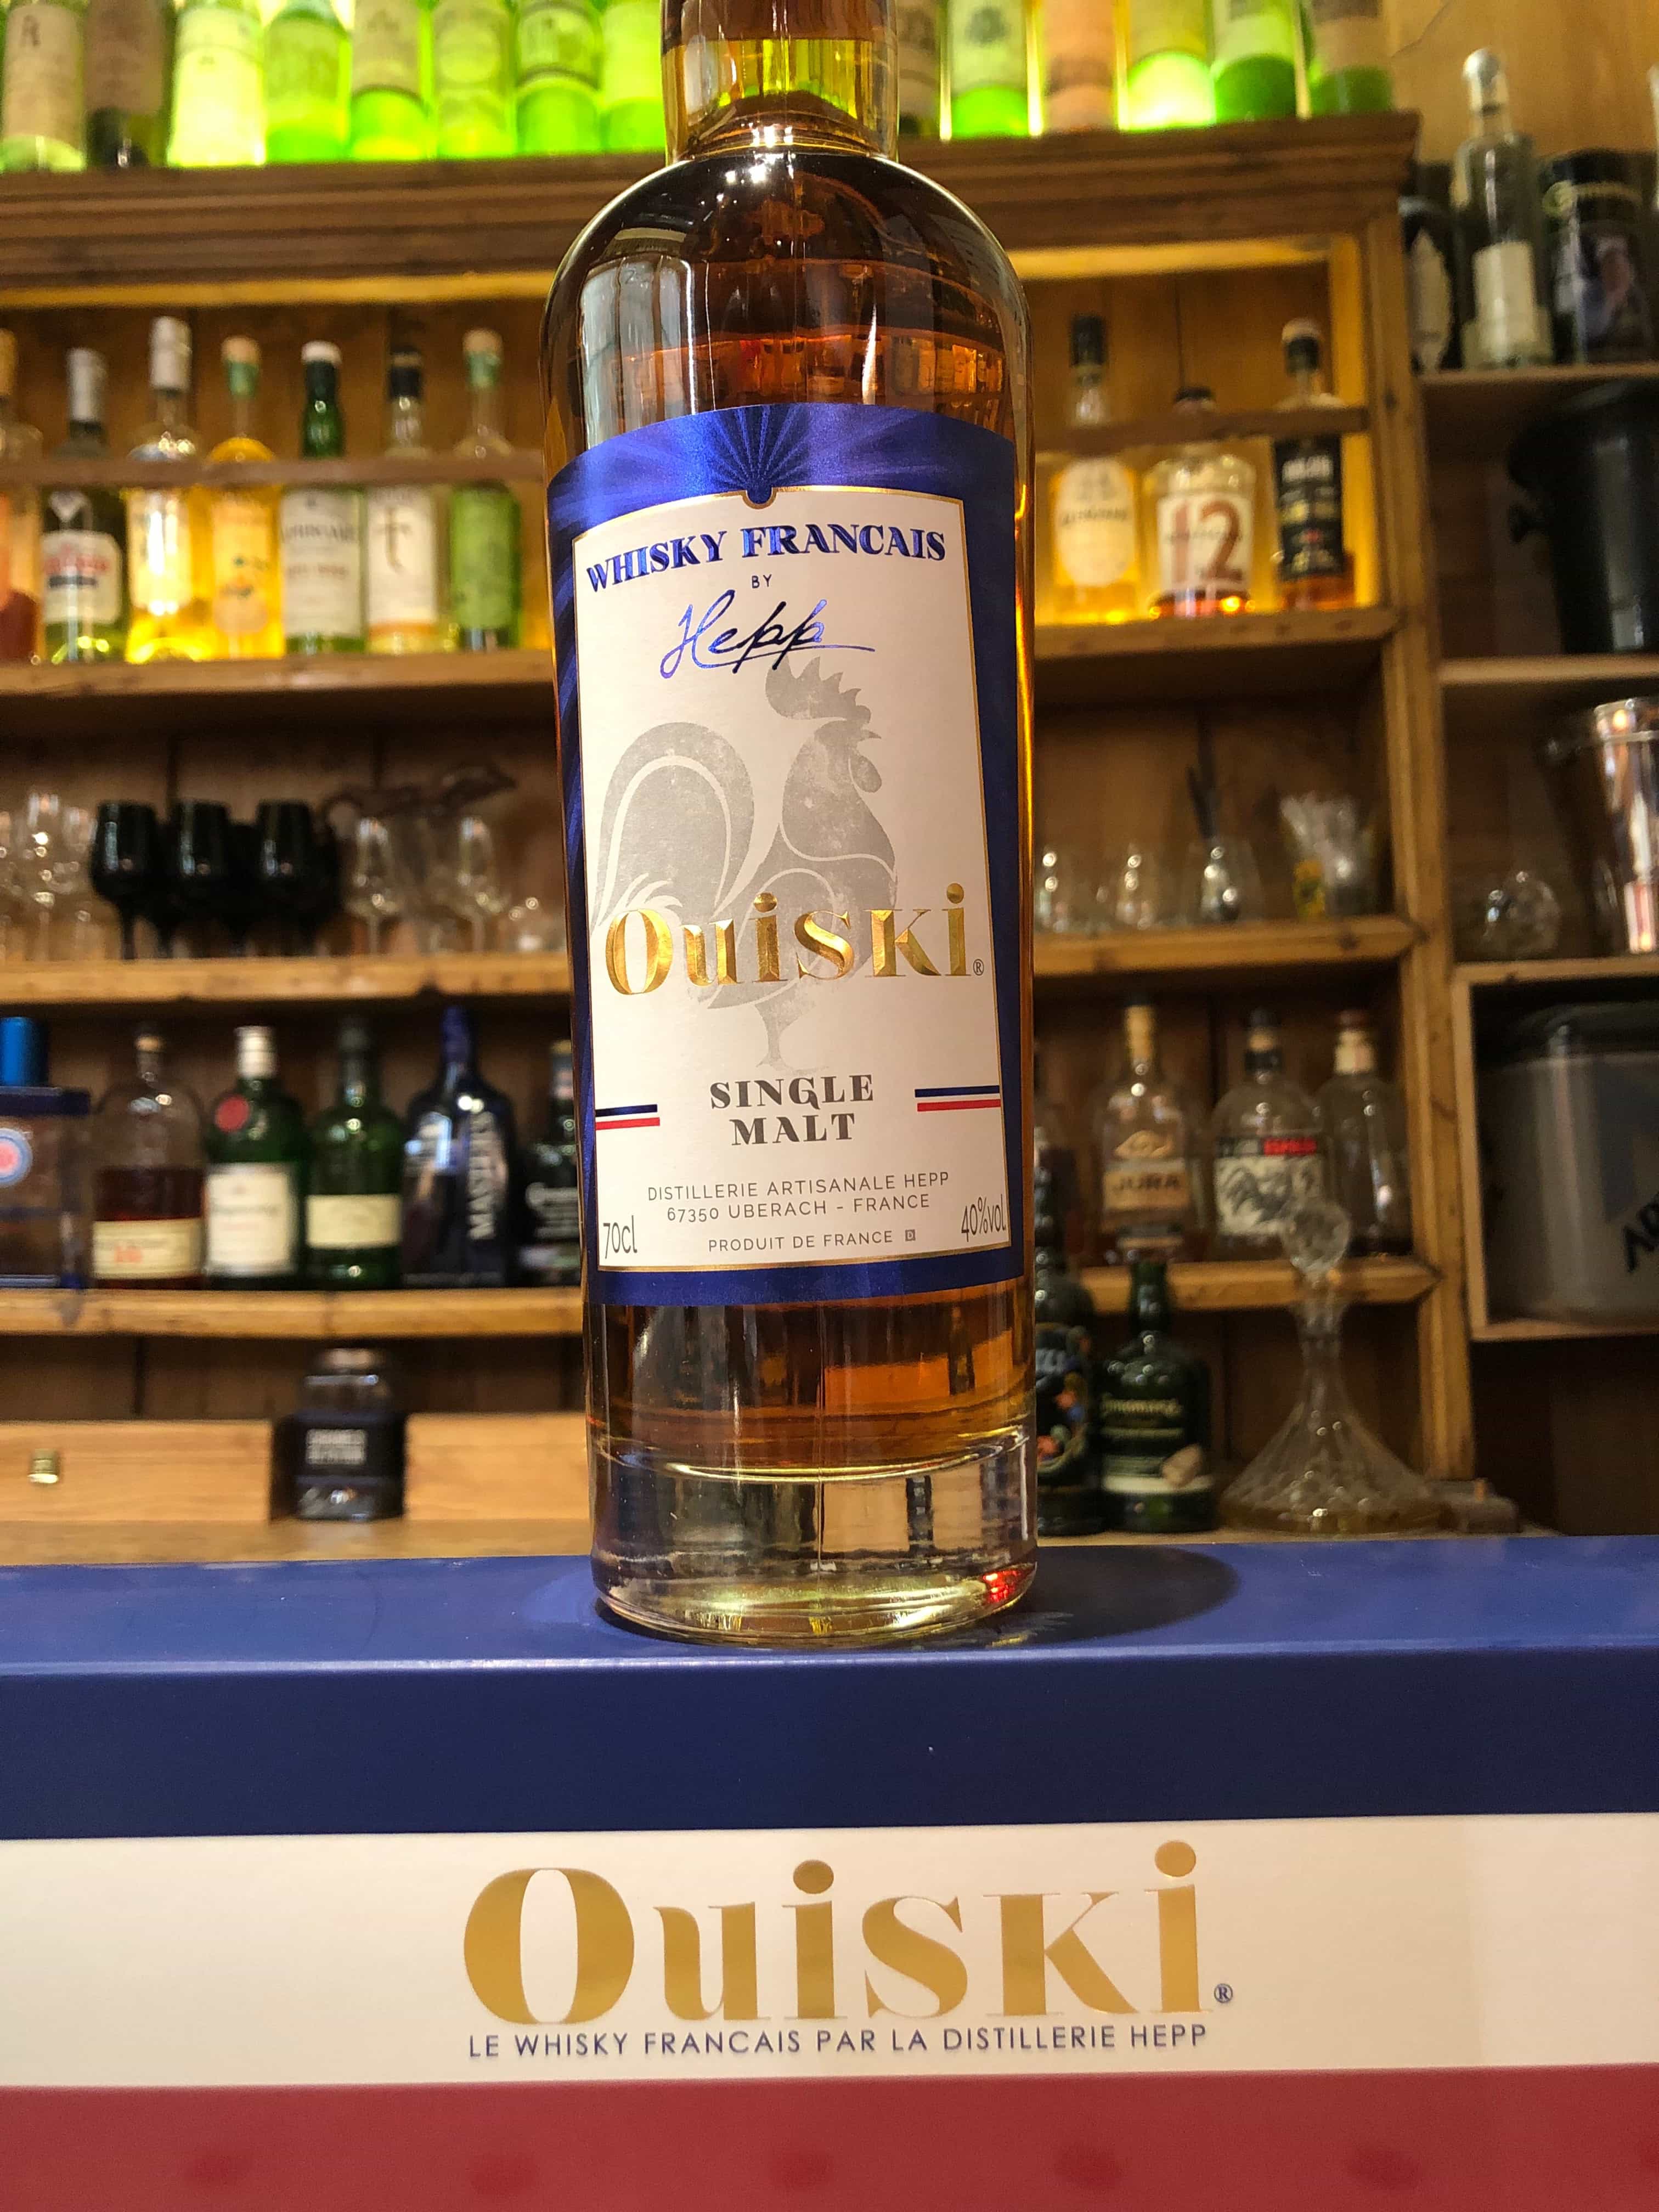 WHISKY FRANCAIS
BY
Hepp
OuiSKi®
SINGLE
MALT
DISTILLERIE ARTISANALE HEPP
67350 UBERACH - FRANCE
70cl
40%vol.
PRODUIT DE FRANCE
12
MASTER'S
JURA
OuiSKi®
LE WHISKY FRANCAIS PAR LA DISTILLERIE HEPP